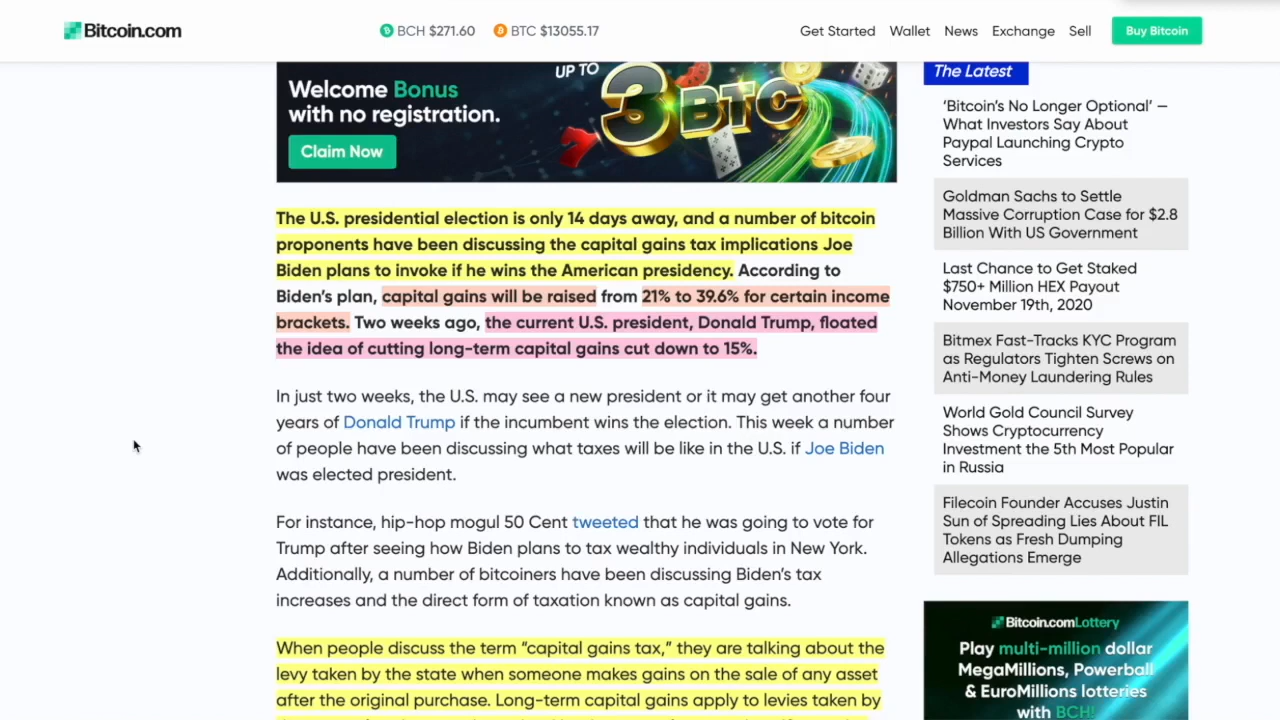 Bitcoin.com
BCH $271.60
BTC $13055.17
Get Started
Wallet
News
Exchange
Sell
Buy Bitcoin
Welcome Bonus
with no registration.
Claim Now
UP TO
3 BTC
The U.S. presidential election is only 14 days away, and a number of bitcoin
proponents have been discussing the capital gains tax implications Joe
Biden plans to invoke if he wins the American presidency. According to
Biden’s plan, capital gains will be raised from 21% to 39.6% for certain income
brackets. Two weeks ago, the current U.S. president, Donald Trump, floated
the idea of cutting long-term capital gains cut down to 15%.
In just two weeks, the U.S. may see a new president or it may get another four
years of Donald Trump if the incumbent wins the election. This week a number
of people have been discussing what taxes will be like in the U.S. if Joe Biden
was elected president.
For instance, hip-hop mogul 50 Cent tweeted that he was going to vote for
Trump after seeing how Biden plans to tax wealthy individuals in New York.
Additionally, a number of bitcoiners have been discussing Biden’s tax
increases and the direct form of taxation known as capital gains.
When people discuss the term “capital gains tax,” they are talking about the
levy taken by the state when someone makes gains on the sale of any asset
after the original purchase. Long-term capital gains apply to levies taken by
The Latest
‘Bitcoin’s No Longer Optional’ –
What Investors Say About
Paypal Launching Crypto
Services
Goldman Sachs to Settle
Massive Corruption Case for $2.8
Billion With US Government
Last Chance to Get Staked
$750+ Million HEX Payout
November 19th, 2020
Bitmex Fast-Tracks KYC Program
as Regulators Tighten Screws on
Anti-Money Laundering Rules
World Gold Council Survey
Shows Cryptocurrency
Investment the 5th Most Popular
in Russia
Filecoin Founder Accuses Justin
Sun of Spreading Lies About FIL
Tokens as Fresh Dumping
Allegations Emerge
Bitcoin.com Lottery
Play multi-million dollar
MegaMillions, Powerball
& EuroMillions lotteries
with BCH!